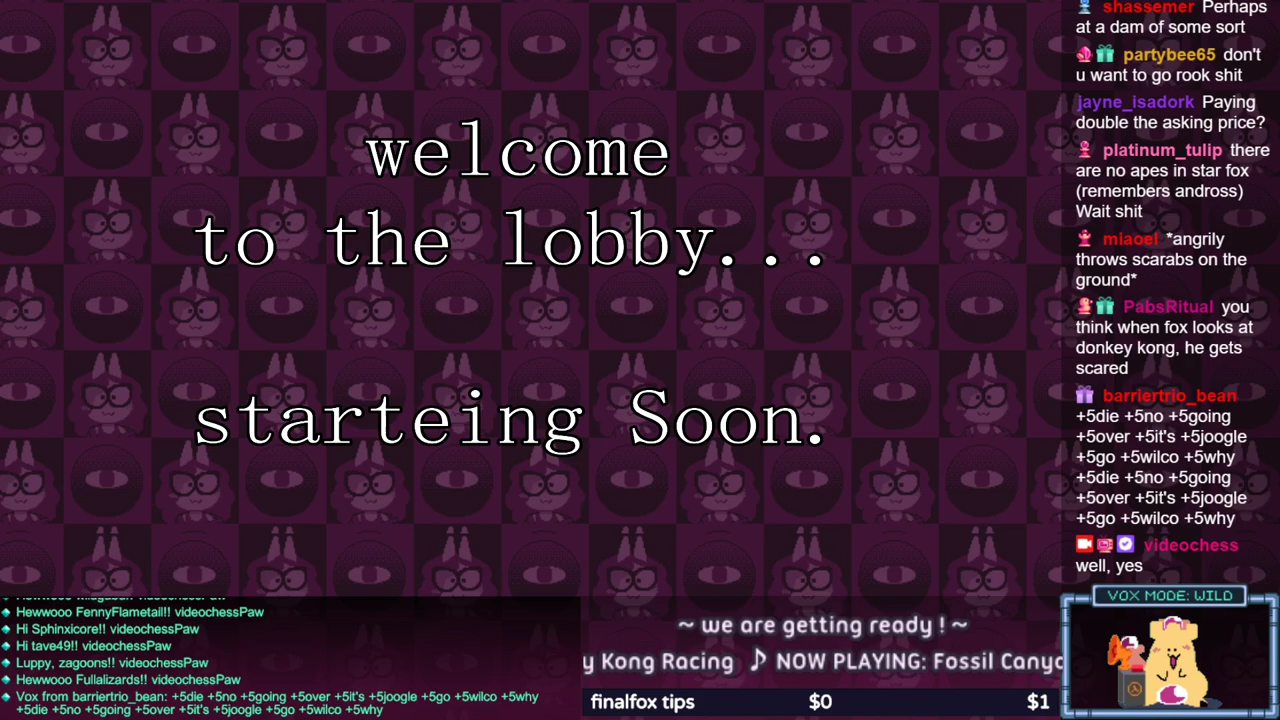 welcome
to the lobby...
starteing Soon.
shassemer Perhaps
at a dam of some sort
partybee65 don't
u want to go rook shit
jayne_isadork Paying
double the asking price?
platinum_tulip there
are no apes in star fox
(remembers andross)
Wait shit
miaoel *angrily
throws scarabs on the
ground*
PabsRitual you
think when fox looks at
donkey kong, he gets
scared
barriertrio_bean
+5die +5no +5going
+5over +5it's +5joogle
+5go +5wilco +5why
+5die +5no +5going
+5over +5it's +5joogle
+5go +5wilco +5why
videochess
well, yes
VOX MODE: WILD
Hewwooo FennyFlametail!! videochessPaw
Hi Sphinxicore!! videochessPaw
Hi tave49!! videochessPaw
Luppy, zagoons!! videochessPaw
Hewwooo Fullalizards!! videochessPaw
Vox from barriertrio_bean: +5die +5no +5going +5over +5it's +5joogle +5go +5wilco +5why
+5die +5no +5going +5over +5it's +5joogle +5go +5wilco +5why
~ we are getting ready ! ~
y Kong Racing ♪ NOW PLAYING: Fossil Canyo
finalfox tips $0 $1